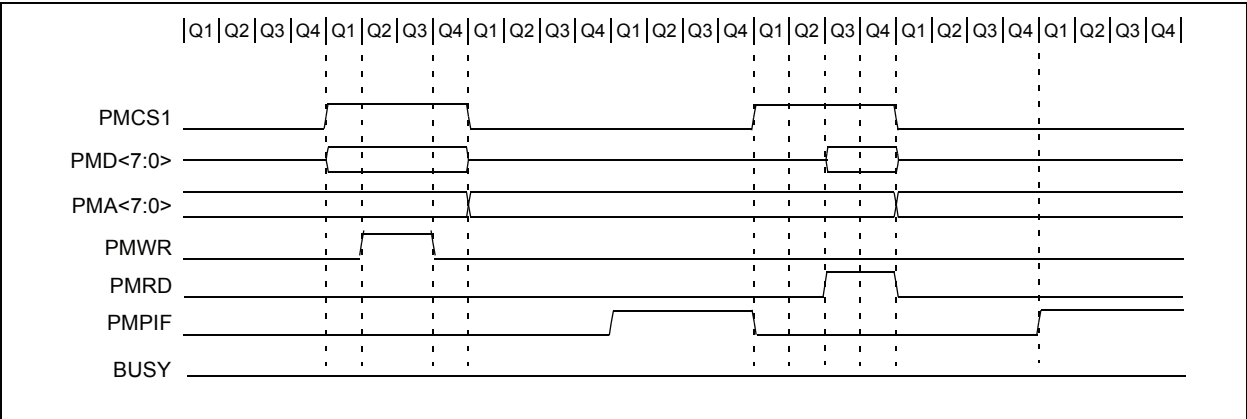 Q1 Q2 Q3 Q4 Q1 Q2 Q3 Q4 Q1 Q2 Q3 Q4 Q1 Q2 Q3 Q4 Q1 Q2 Q3 Q4 Q1 Q2 Q3 Q4 Q1 Q2 Q3 Q4
PMCS1
PMD<7:0>
PMA<7:0>
PMWR
PMRD
PMPIF
BUSY